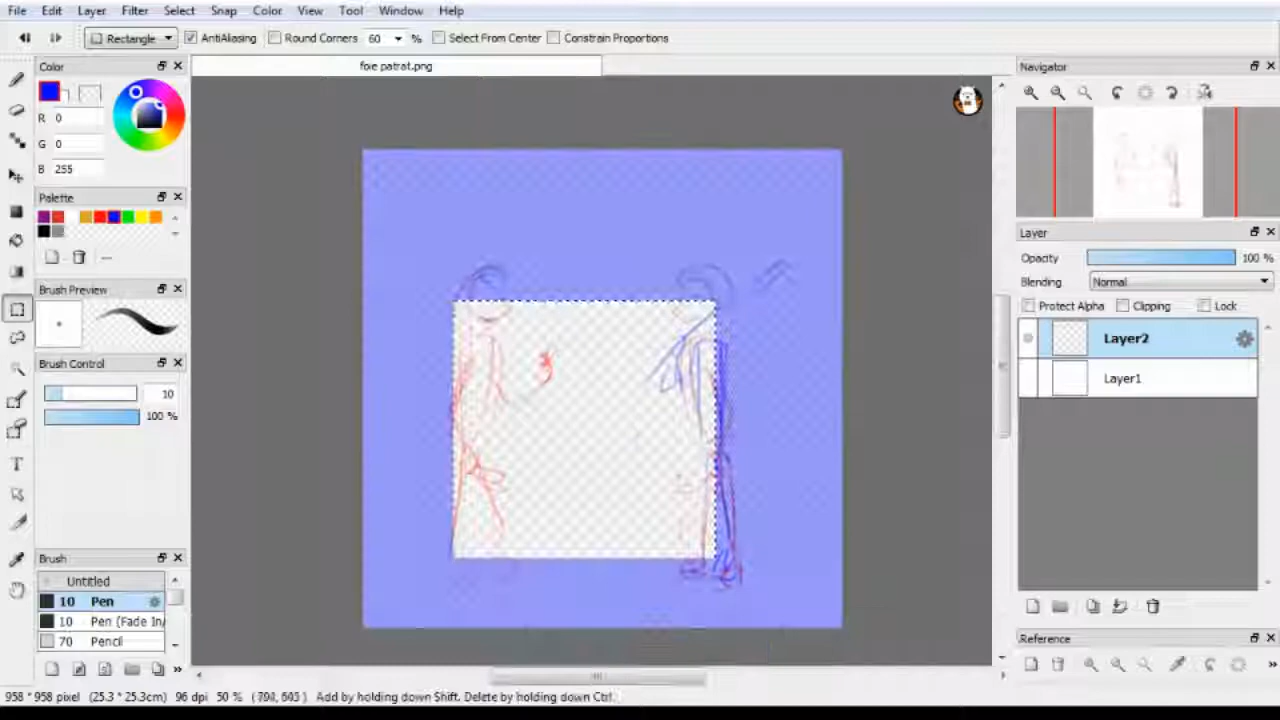 File Edit Layer Filter Select Snap Color View Tool Window Help
Rectangle AntiAliasing Round Corners 60 % Select From Center Constrain Proportions
Color
foie patrat.png
Navigator
R 0
G 0
B 255
Palette
Layer
Opacity 100 %
Blending Normal
Brush Preview
Protect Alpha Clipping Lock
Layer2
Brush Control
Layer1
10
100 %
T
Brush
Untitled
10 Pen
10 Pen (Fade In/
70 Pencil
Reference
958 * 958 pixel (25.3 * 25.3cm) 96 dpi 50 % Add by holding down Shift. Delete by holding down Ctrl.